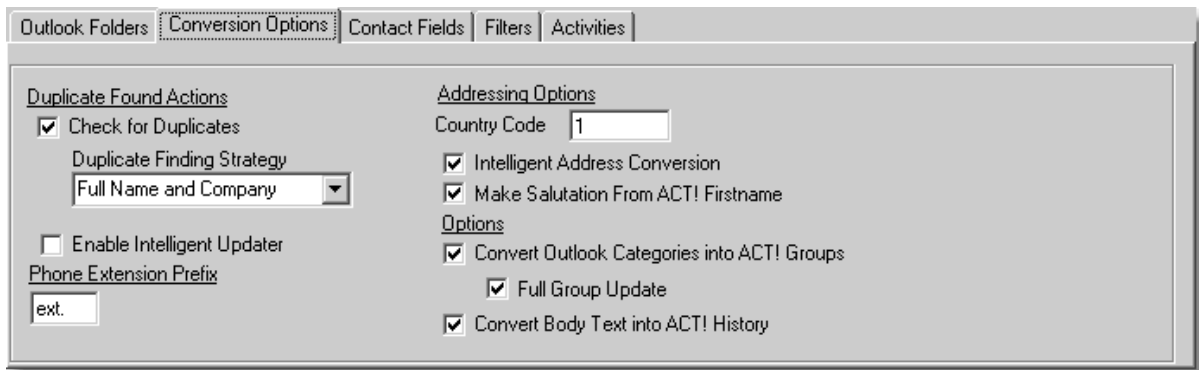 Outlook Folders Conversion Options Contact Fields Filters Activities
Duplicate Found Actions
Check for Duplicates
Duplicate Finding Strategy
Full Name and Company
Enable Intelligent Updater
Phone Extension Prefix
ext.
Addressing Options
Country Code 1
Intelligent Address Conversion
Make Salutation From ACT! Firstname
Options
Convert Outlook Categories into ACT! Groups
Full Group Update
Convert Body Text into ACT! History